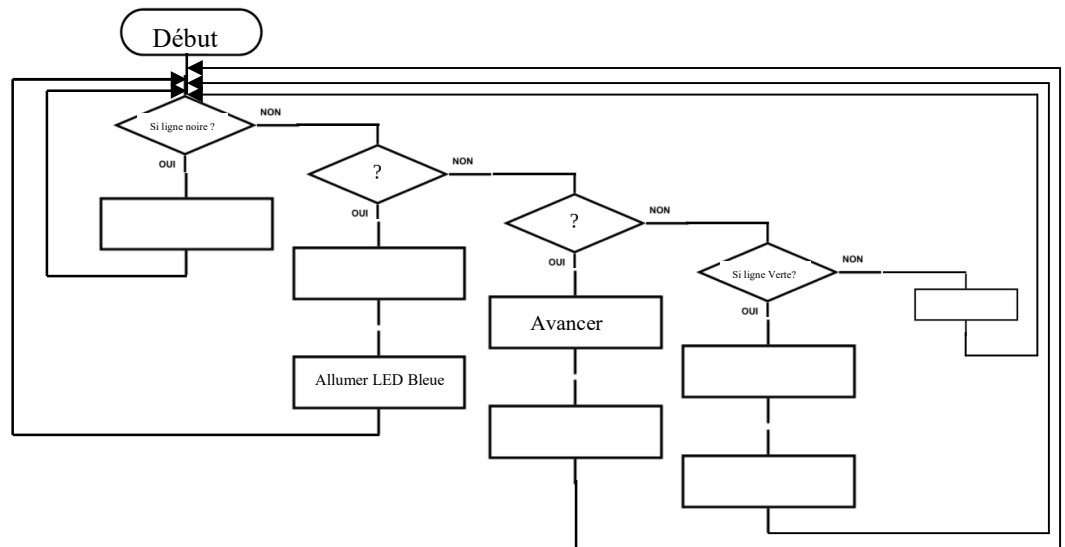 Début
Si ligne noire ?
NON
OUI
?
NON
OUI
?
NON
OUI
Si ligne Verte?
NON
OUI
Avancer
Allumer LED Bleue